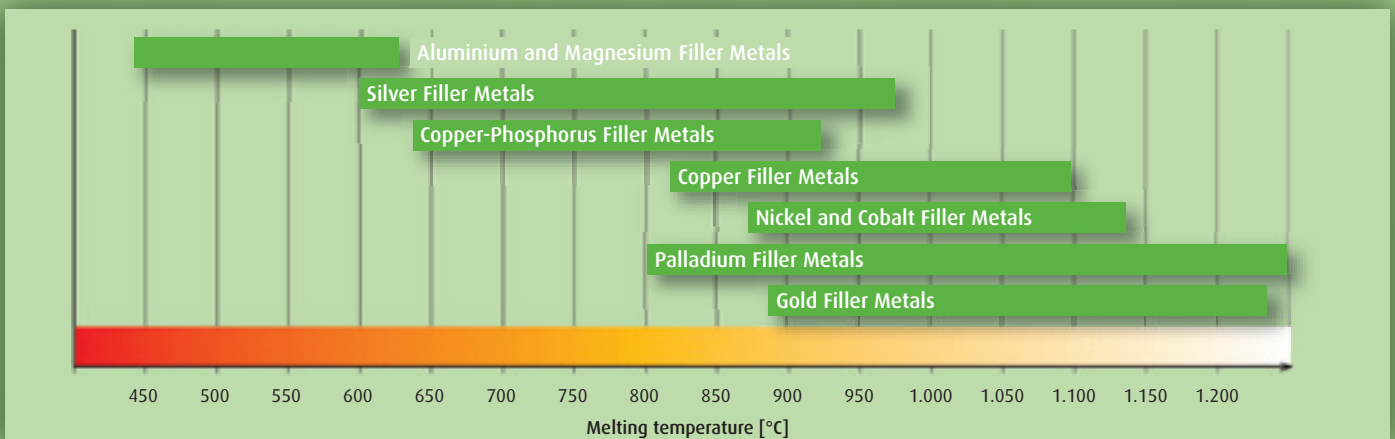 Aluminium and Magnesium Filler Metals
Silver Filler Metals
Copper-Phosphorus Filler Metals
Copper Filler Metals
Nickel and Cobalt Filler Metals
Palladium Filler Metals
Gold Filler Metals
450 500 550 600 650 700 750 800 850 900 950 1.000 1.050 1.100 1.150 1.200
Melting temperature [°C]